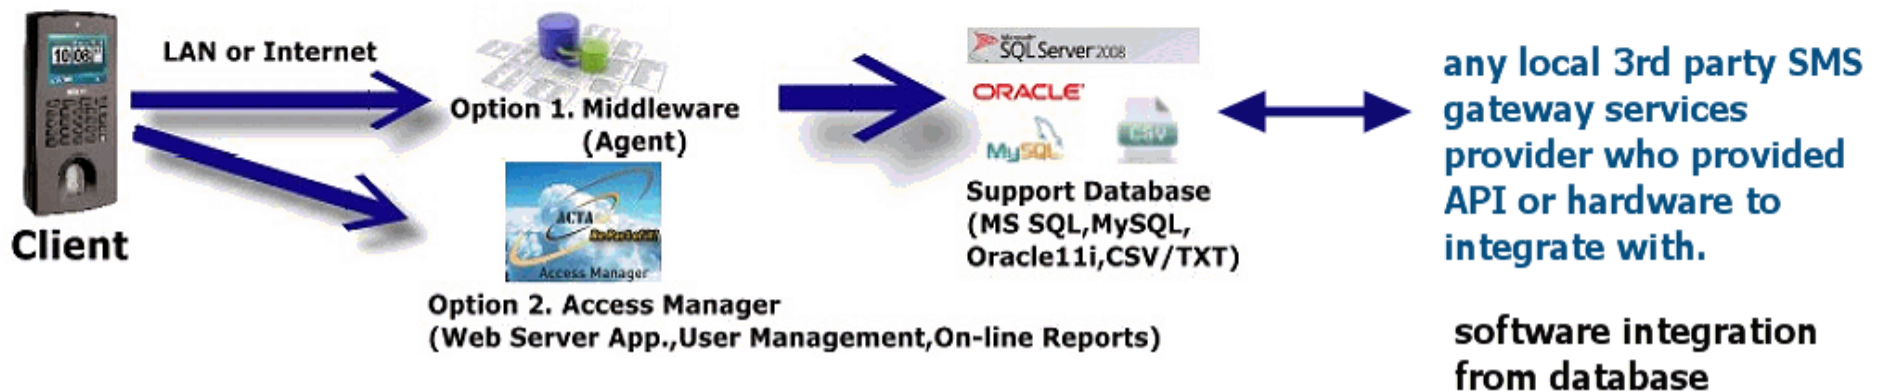 10:08
Client
LAN or Internet
Option 1. Middleware
(Agent)
ACTA
Access Manager
Option 2. Access Manager
(Web Server App.,User Management,On-line Reports)
Microsoft
SQL Server 2008
ORACLE
MySQL
CSV
Support Database
(MS SQL,MySQL,
Oracle11i,CSV/TXT)
any local 3rd party SMS
gateway services
provider who provided
API or hardware to
integrate with.
software integration
from database